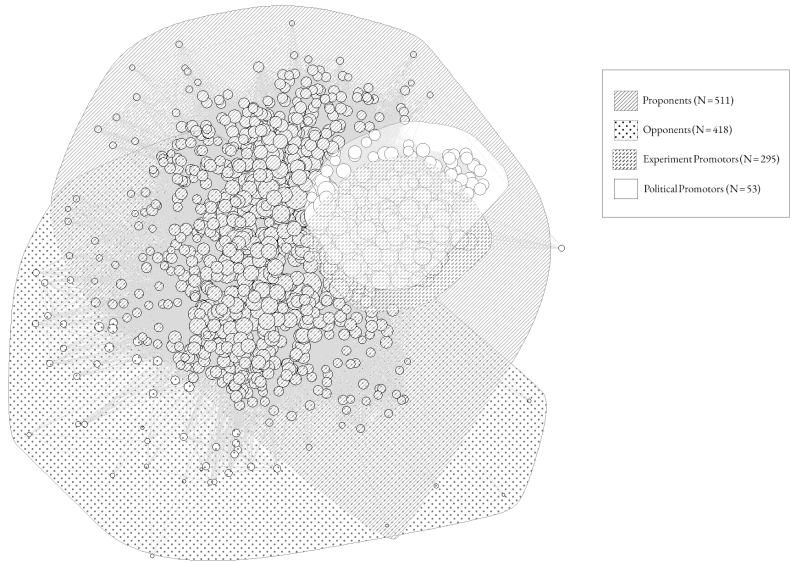 Proponents (N=511)
Opponents (N=418)
Experiment Promotors (N=295)
Political Promotors (N=53)